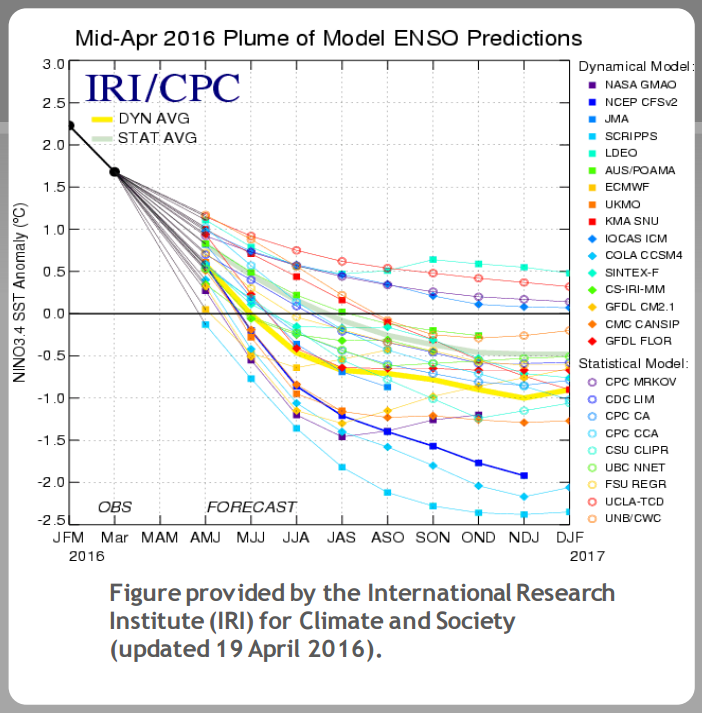 Mid-Apr 2016 Plume of Model ENSO Predictions
3.0
2.5
2.0
1.5
1.0
0.5
0.0
-0.5
-1.0
-1.5
-2.0
-2.5
NINO3.4 SST Anomaly (ºC)
IRI/CPC
DYN AVG
STAT AVG
OBS
FORECAST
JFM Mar MAM AMJ MJJ JJA JAS ASO SON OND NDJ DJF
2016 2017
Dynamical Model:
NASA GMAO
NCEP CFSv2
JMA
SCRIPPS
LDEO
AUS/POAMA
ECMWF
UKMO
KMA SNU
IOCAS ICM
COLA CCSM4
SINTEX-F
CS-IRI-MM
GFDL CM2.1
CMC CANSIP
GFDL FLOR
Statistical Model:
CPC MRKOV
CDC LIM
CPC CA
CPC CCA
CSU CLIPR
UBC NNET
FSU REGR
UCLA-TCD
UNB/CWC
Figure provided by the International Research
Institute (IRI) for Climate and Society
(updated 19 April 2016).